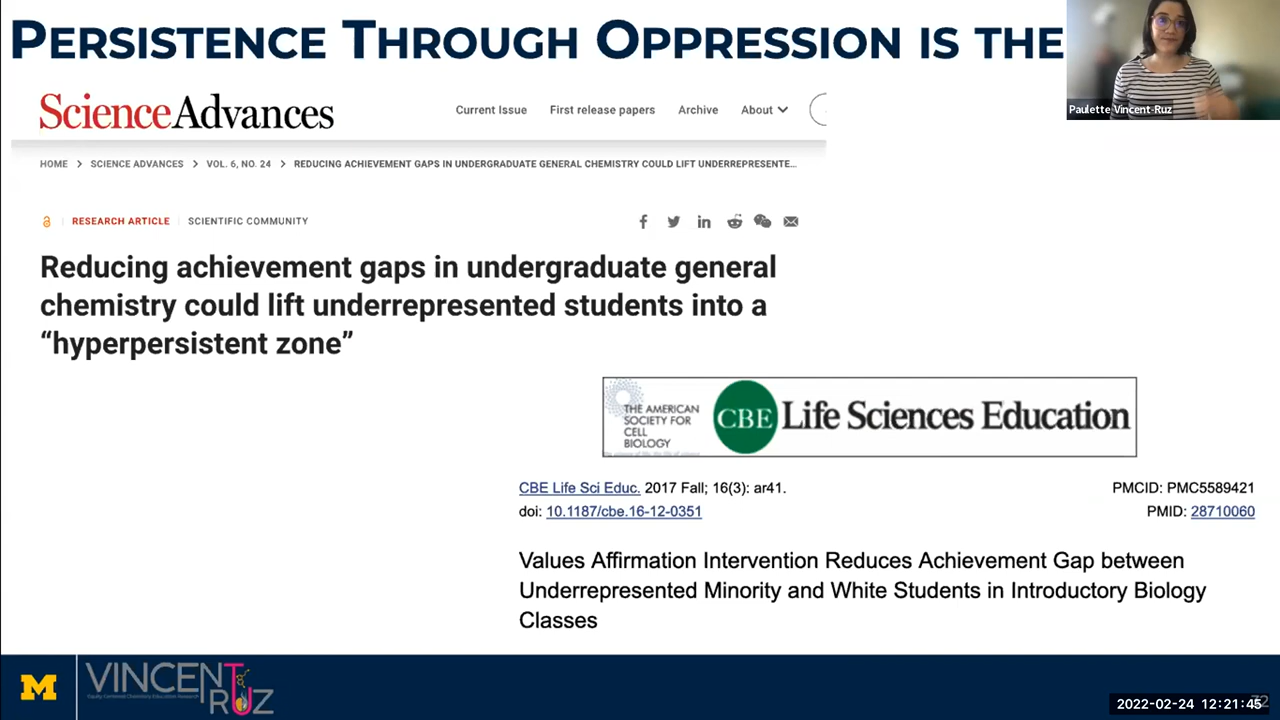 PERSISTENCE THROUGH OPPRESSION IS THE
Paulette Vincent-Ruz
ScienceAdvances
Current Issue First release papers Archive About
HOME > SCIENCE ADVANCES > VOL. 6, NO. 24 > REDUCING ACHIEVEMENT GAPS IN UNDERGRADUATE GENERAL CHEMISTRY COULD LIFT UNDERREPRESENTE...
RESEARCH ARTICLE | SCIENTIFIC COMMUNITY
Reducing achievement gaps in undergraduate general
chemistry could lift underrepresented students into a
“hyperpersistent zone”
THE AMERICAN
SOCIETY FOR
CELL
BIOLOGY
CBE Life Sciences Education
CBE Life Sci Educ. 2017 Fall; 16(3): ar41.
doi: 10.1187/cbe.16-12-0351
PMCID: PMC5589421
PMID: 28710060
Values Affirmation Intervention Reduces Achievement Gap between
Underrepresented Minority and White Students in Introductory Biology
Classes
M
VINCENT
RUZ
72
2022-02-24 12:21:45